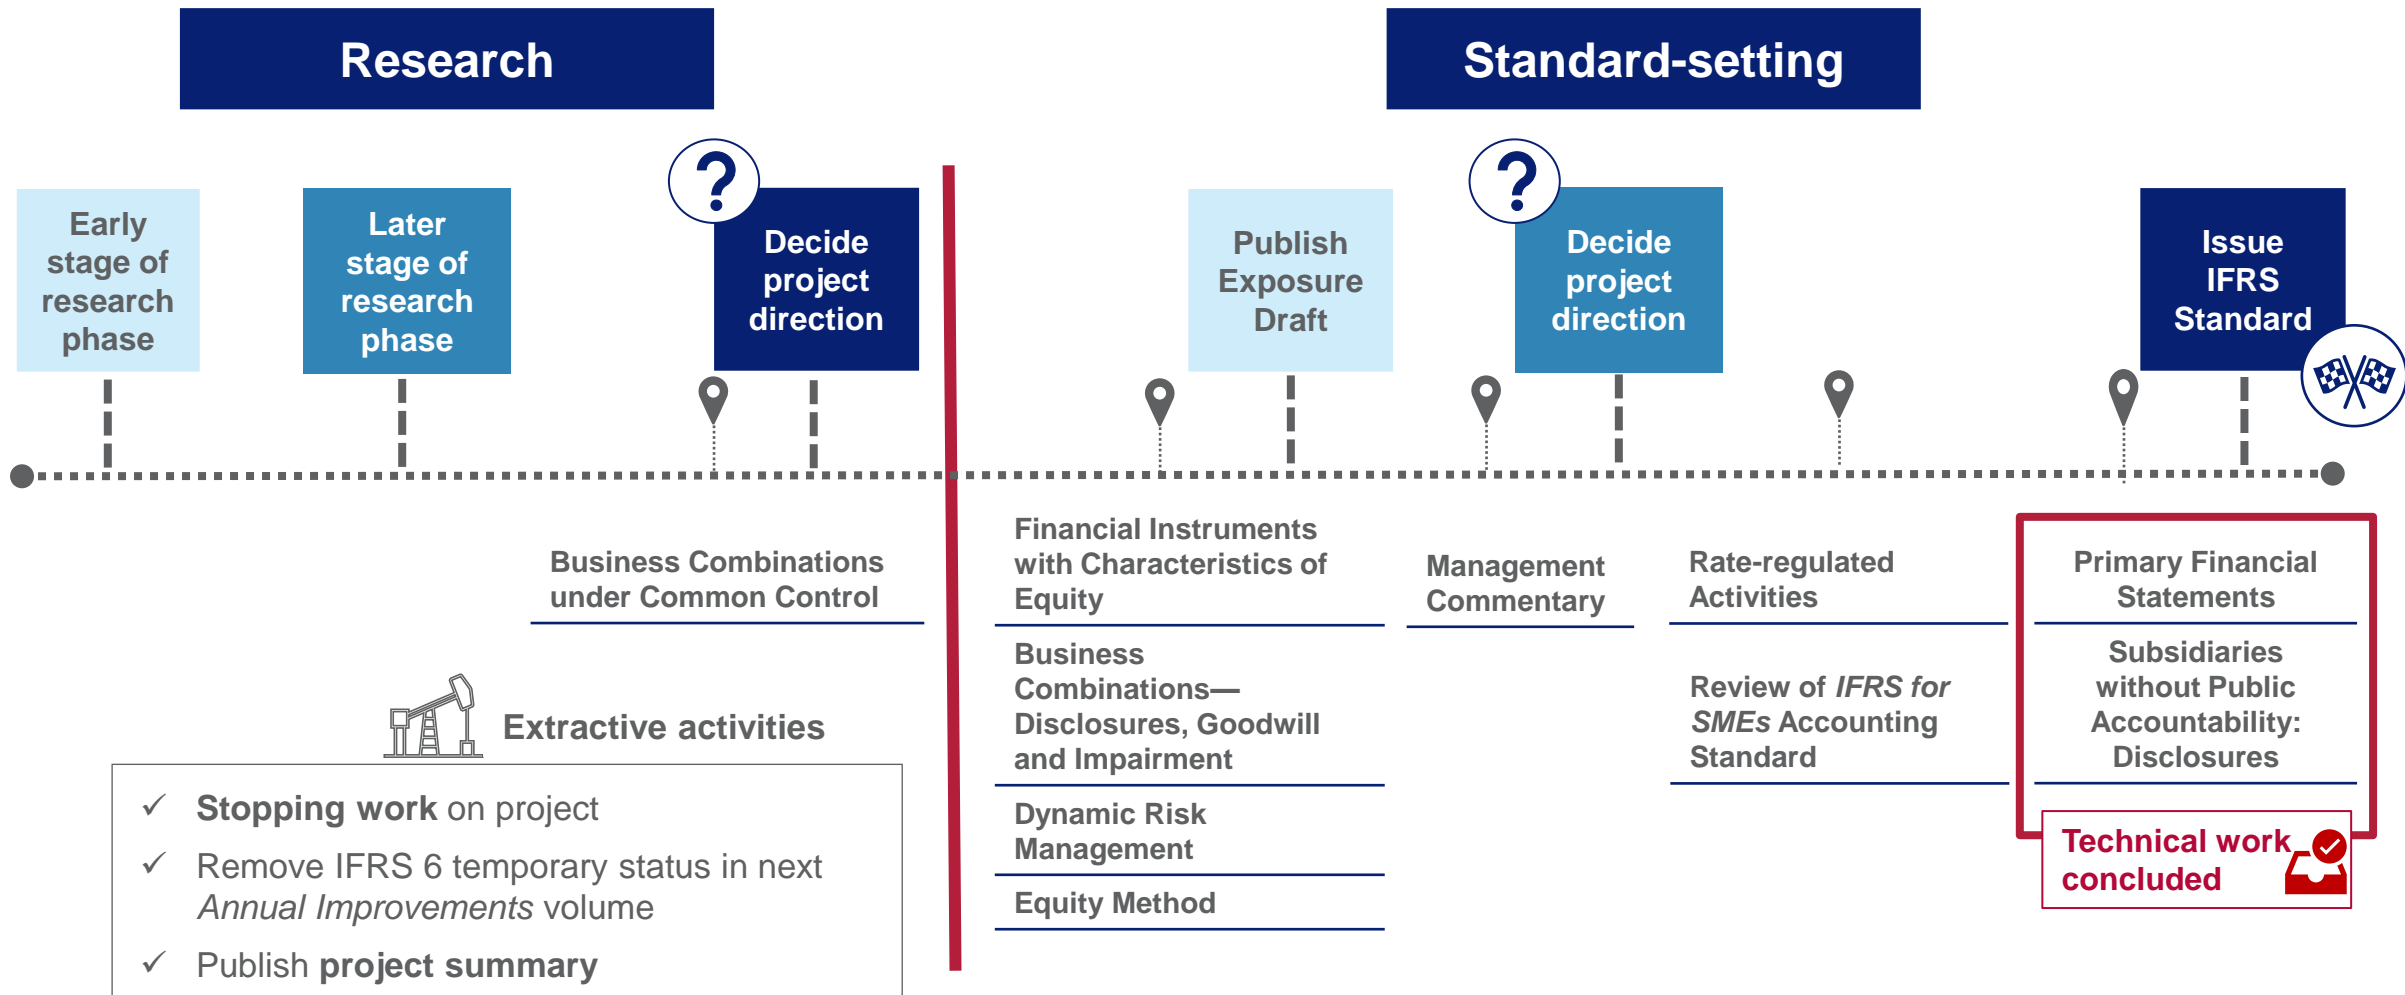 Research
Standard-setting
Early
stage of
research
phase
Later
stage of
research
phase
?
Decide
project
direction
Publish
Exposure
Draft
?
Decide
project
direction
Issue
IFRS
Standard
Business Combinations
under Common Control
Extractive activities
✓ Stopping work on project
✓ Remove IFRS 6 temporary status in next
Annual Improvements volume
✓ Publish project summary
Financial Instruments
with Characteristics of
Equity
Business
Combinations—
Disclosures, Goodwill
and Impairment
Dynamic Risk
Management
Equity Method
Management
Commentary
Rate-regulated
Activities
Review of IFRS for
SMEs Accounting
Standard
Primary Financial
Statements
Subsidiaries
without Public
Accountability:
Disclosures
Technical work
concluded